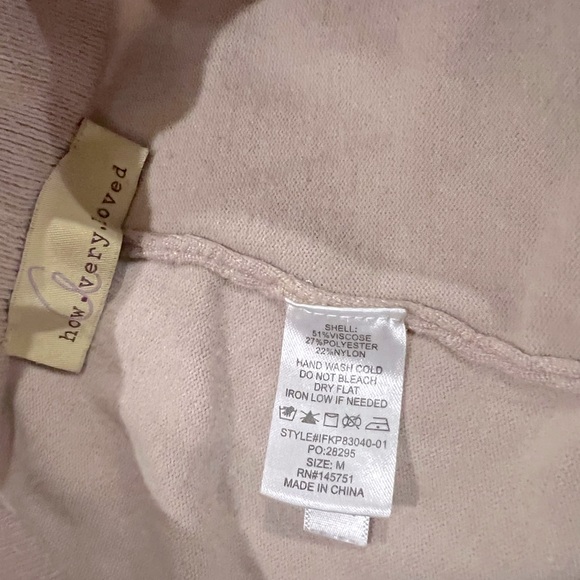 how.very.loved
SHELL:
51%VISCOSE
27%POLYESTER
22%NYLON
HAND WASH COLD
DO NOT BLEACH
DRY FLAT
IRON LOW IF NEEDED
STYLE#IFKP83040-01
PO:28295
SIZE: M
RN#145751
MADE IN CHINA